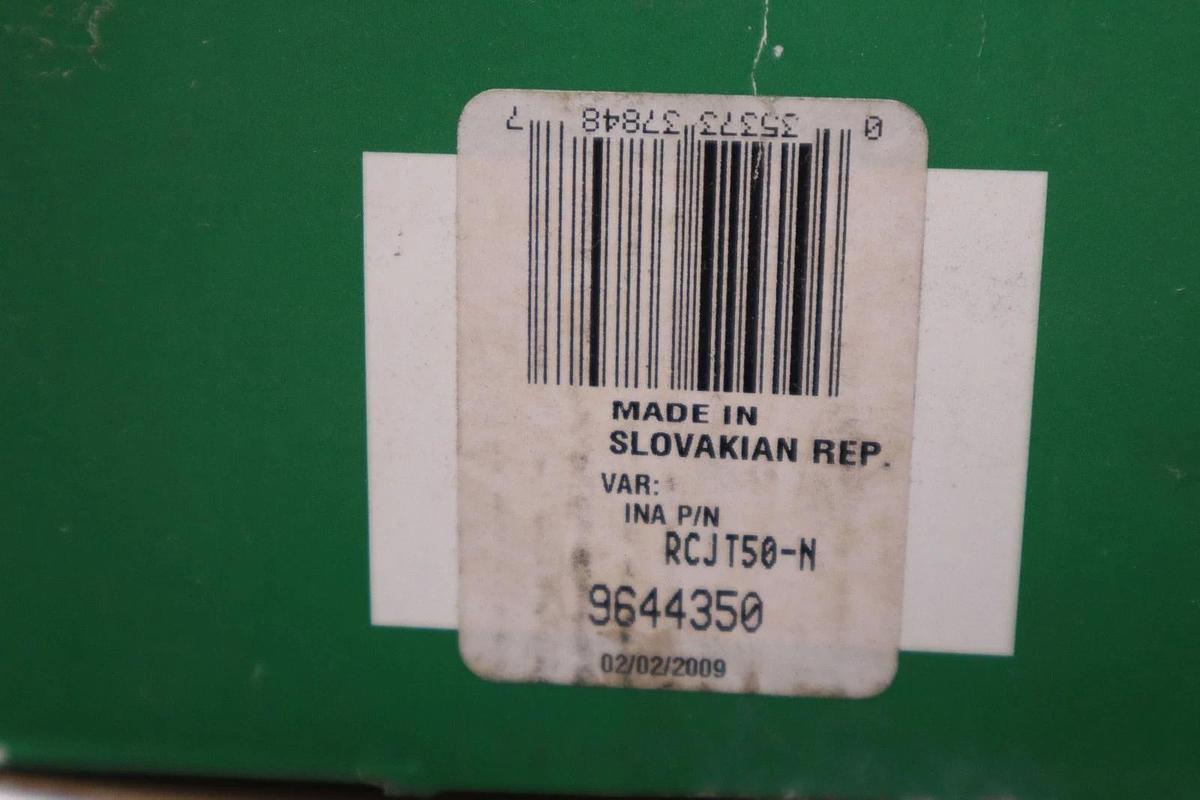 0 35373 37848 7
MADE IN
SLOVAKIAN REP.
VAR:
INA P/N
RCJT50-N
9644350
02/02/2009